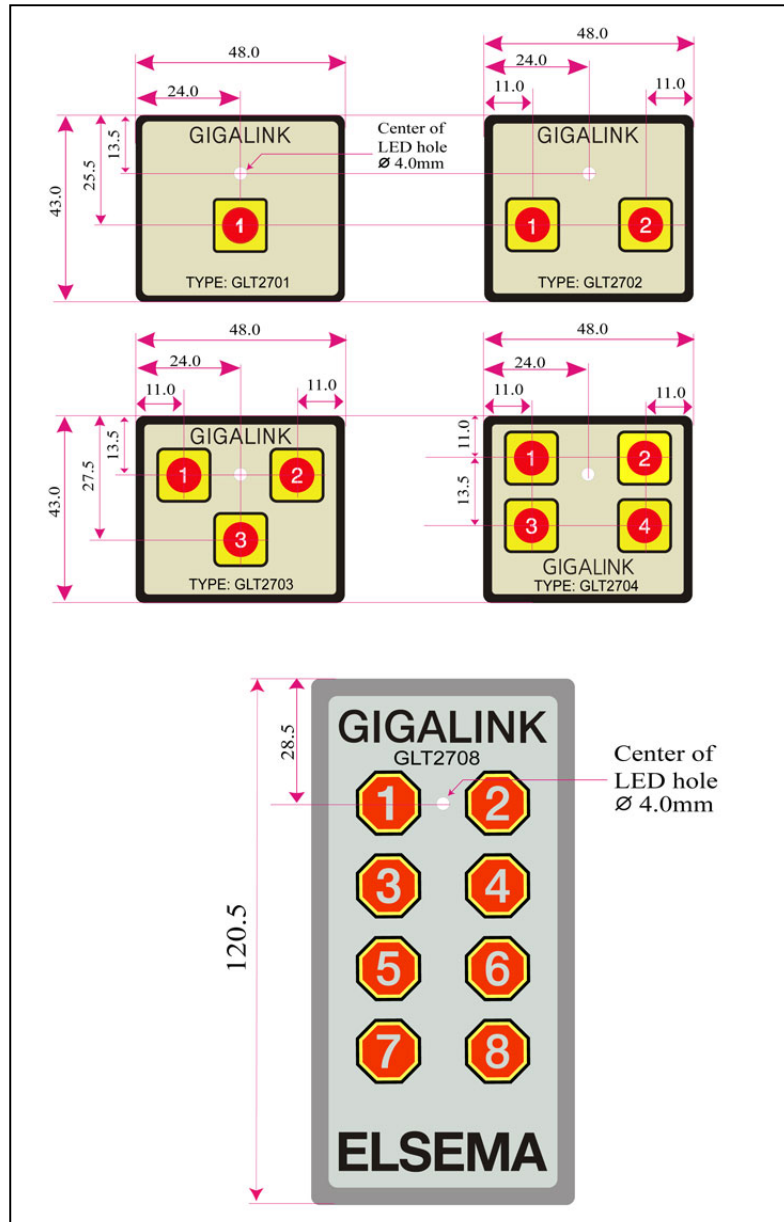 48.0
24.0
13.5
25.5
43.0
GIGALINK
Center of
LED hole
Ø 4.0mm
1
TYPE: GLT2701
48.0
24.0
11.0
11.0
GIGALINK
1
2
TYPE: GLT2702
48.0
24.0
11.0
11.0
13.5
27.5
43.0
GIGALINK
1
2
3
TYPE: GLT2703
48.0
24.0
11.0
11.0
11.0
13.5
1
2
3
4
GIGALINK
TYPE: GLT2704
28.5
120.5
GIGALINK
GLT2708
Center of
LED hole
Ø 4.0mm
1
2
3
4
5
6
7
8
ELSEMA